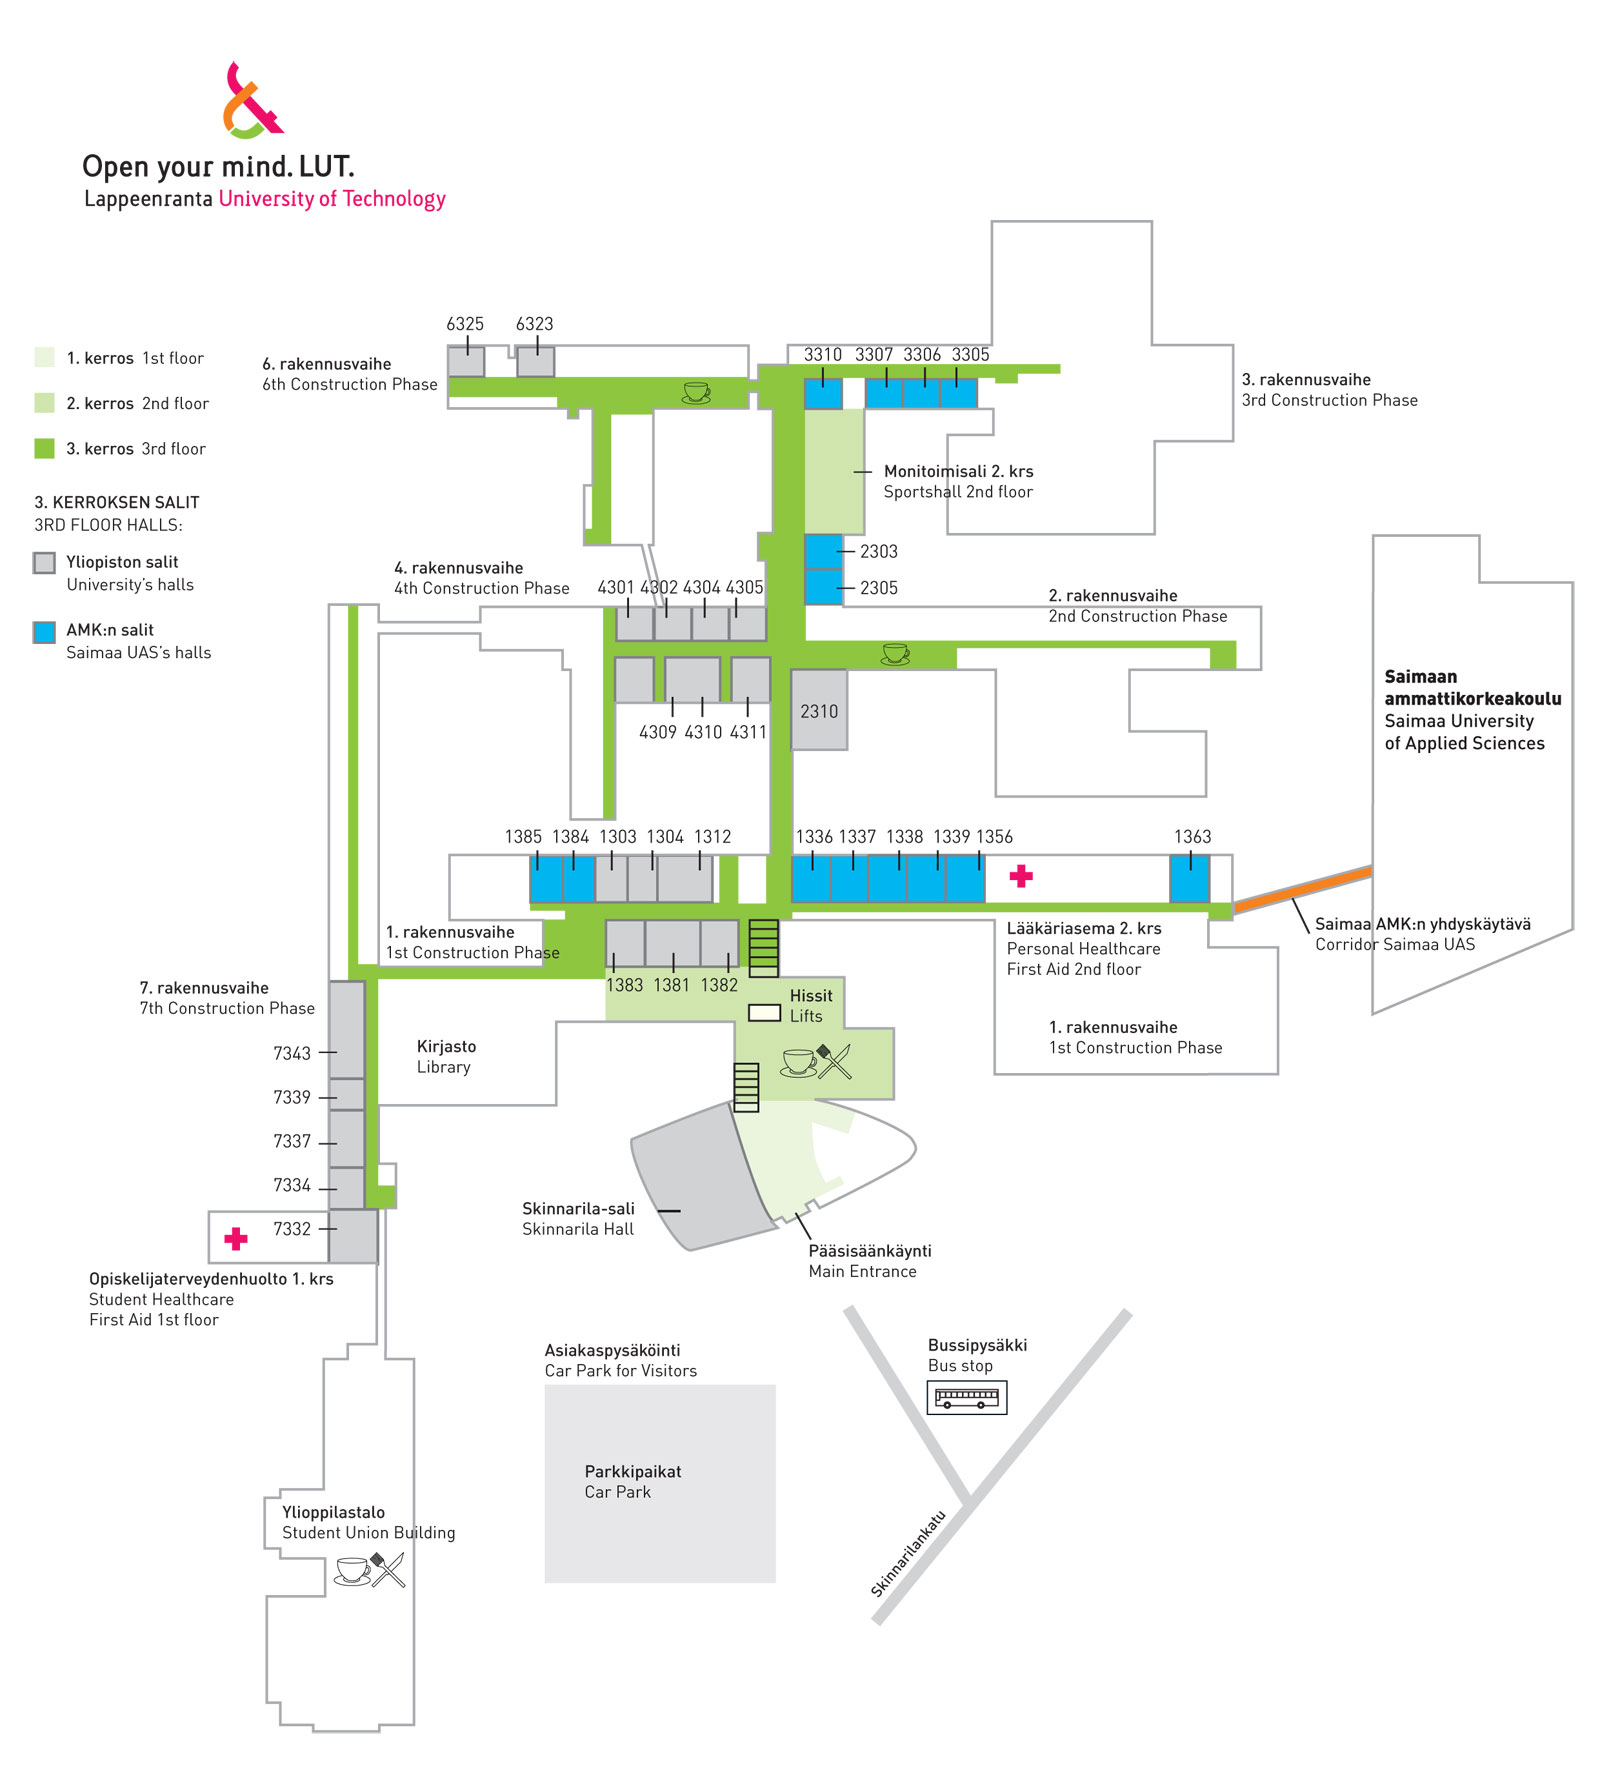 Open your mind. LUT.
Lappeenranta University of Technology
1. kerros 1st floor
2. kerros 2nd floor
3. kerros 3rd floor
3. KERROKSEN SALIT
3RD FLOOR HALLS:
Yliopiston salit
University's halls
AMK:n salit
Saimaa UAS's halls
6325 6323
6. rakennusvaihe
6th Construction Phase
3310 3307 3306 3305
3. rakennusvaihe
3rd Construction Phase
Monitoimisali 2. krs
Sportshall 2nd floor
2303
2305
4. rakennusvaihe
4th Construction Phase
4301 4302 4304 4305
2. rakennusvaihe
2nd Construction Phase
4309 4310 4311
2310
Saimaan
ammattikorkeakoulu
Saimaa University
of Applied Sciences
1385 1384 1303 1304 1312
1336 1337 1338 1339 1356
1363
1. rakennusvaihe
1st Construction Phase
1383 1381 1382
Lääkäriasema 2. krs
Personal Healthcare
First Aid 2nd floor
Saimaa AMK:n yhdyskäytävä
Corridor Saimaa UAS
7. rakennusvaihe
7th Construction Phase
Hissit
Lifts
1. rakennusvaihe
1st Construction Phase
Kirjasto
Library
7343
7339
7337
7334
7332
Skinnarila-sali
Skinnarila Hall
Pääsisäänkäynti
Main Entrance
Opiskelijaterveydenhuolto 1. krs
Student Healthcare
First Aid 1st floor
Asiakaspysäköinti
Car Park for Visitors
Parkkipaikat
Car Park
Bussipysäkki
Bus stop
Skinnarilankatu
Ylioppilastalo
Student Union Building